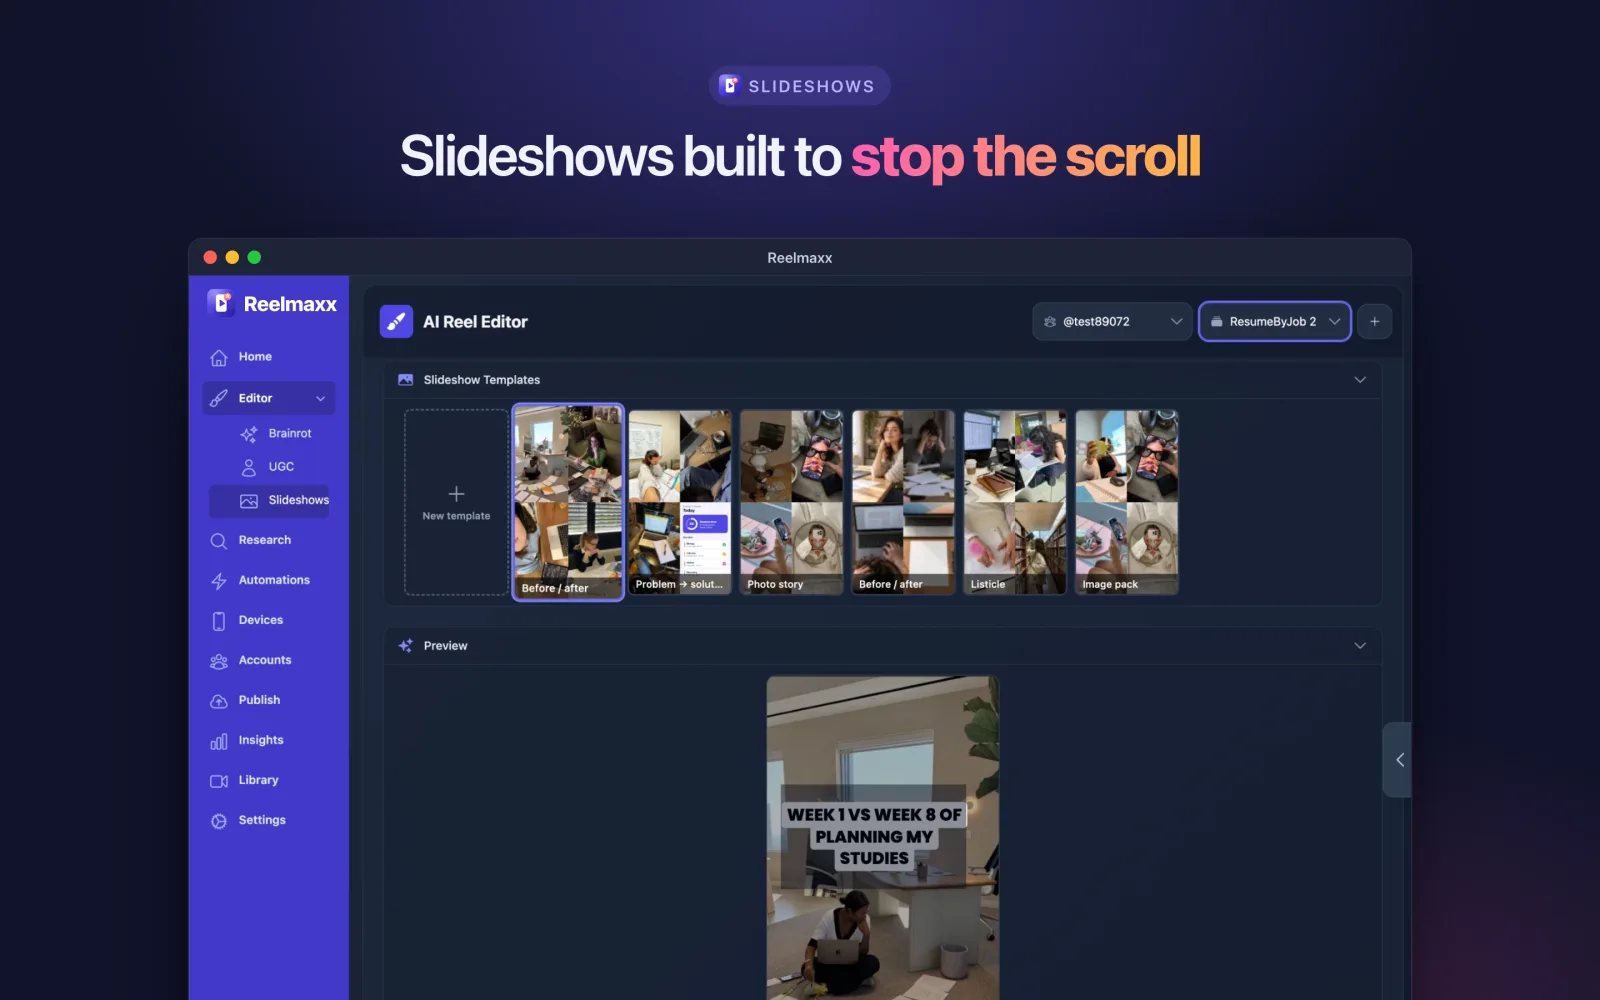 SLIDESHOWS
Slideshows built to stop the scroll
Reelmaxx
Reelmaxx
Home
Editor
Brainrot
UGC
Slideshows
Research
Automations
Devices
Accounts
Publish
Insights
Library
Settings
AI Reel Editor
@test89072
ResumeByJob 2
Slideshow Templates
New template
Before / after
Today
Problem → solut...
Photo story
Before / after
Listicle
Image pack
Preview
WEEK 1 VS WEEK 8 OF
PLANNING MY
STUDIES